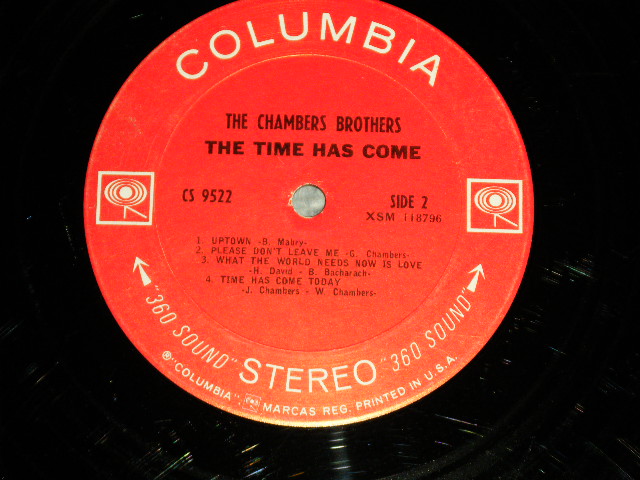 COLUMBIA
THE CHAMBERS BROTHERS
THE TIME HAS COME
CS 9522
SIDE 2
XSM 118796
1. UPTOWN -B. Mabry-
2. PLEASE DON'T LEAVE ME -G. Chambers-
3. WHAT THE WORLD NEEDS NOW IS LOVE
-H. David - B. Bacharach-
4. TIME HAS COME TODAY
-J. Chambers - W. Chambers-
"360 SOUND" STEREO "360 SOUND"
℗"COLUMBIA", MARCAS REG. PRINTED IN U.S.A.